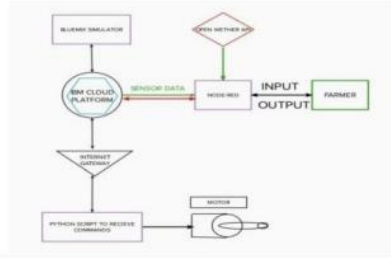 BLUEMIX SIMULATOR
OPEN WETHER API
IBM CLOUD
PLATFORM
SENSOR DATA
NODE-RED
INPUT
OUTPUT
FARMER
INTERNET
GATEWAY
PYTHON SCRIPT TO RECIEVE
COMMANDS
MOTOR